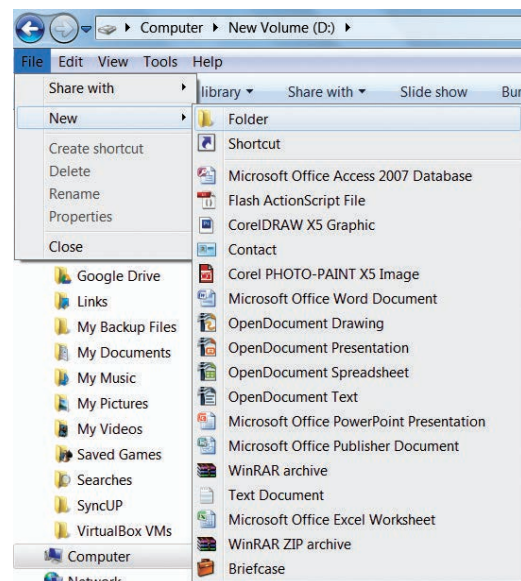 Computer New Volume (D:)
File Edit View Tools Help
Share with
New
Create shortcut
Delete
Rename
Properties
Close
library Share with Slide show
Folder
Shortcut
Microsoft Office Access 2007 Database
Flash ActionScript File
CorelDRAW X5 Graphic
Contact
Corel PHOTO-PAINT X5 Image
Microsoft Office Word Document
OpenDocument Drawing
OpenDocument Presentation
OpenDocument Spreadsheet
OpenDocument Text
Microsoft Office PowerPoint Presentation
Microsoft Office Publisher Document
WinRAR archive
Text Document
Microsoft Office Excel Worksheet
WinRAR ZIP archive
Briefcase
Google Drive
Links
My Backup Files
My Documents
My Music
My Pictures
My Videos
Saved Games
Searches
SyncUP
VirtualBox VMs
Computer
Network